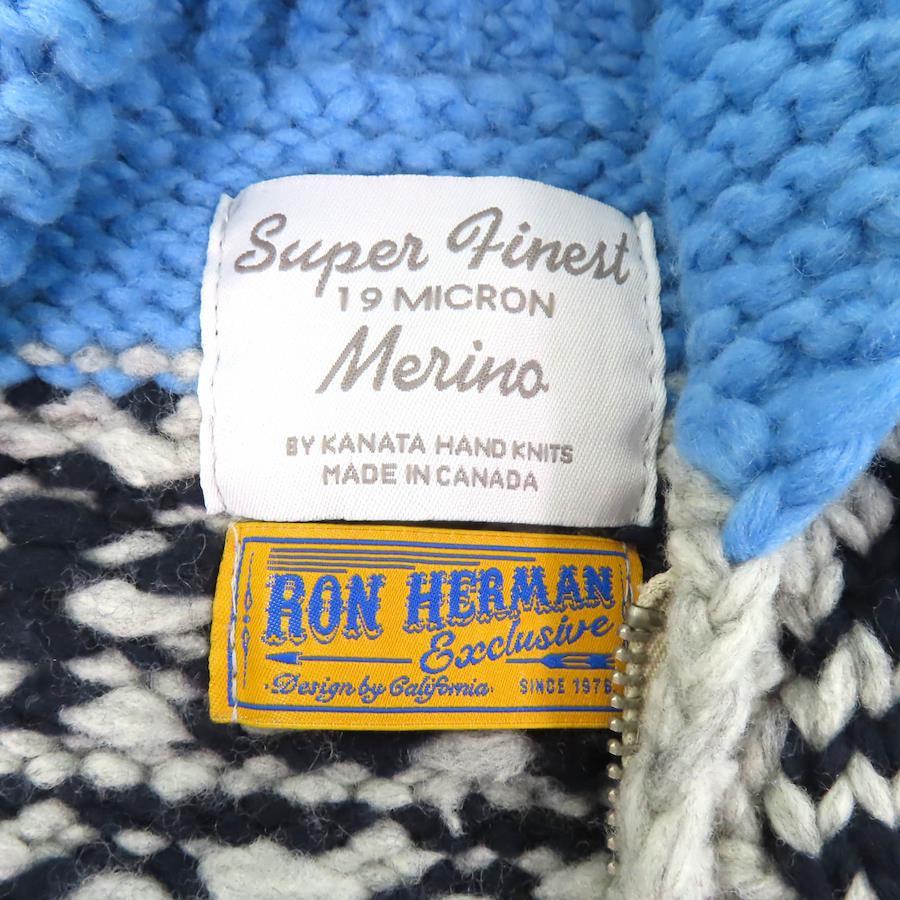 Super Finest
19 MICRON
Merino
BY KANATA HAND KNITS
MADE IN CANADA
RON HERMAN
Exclusive
Design by California
SINCE 1976